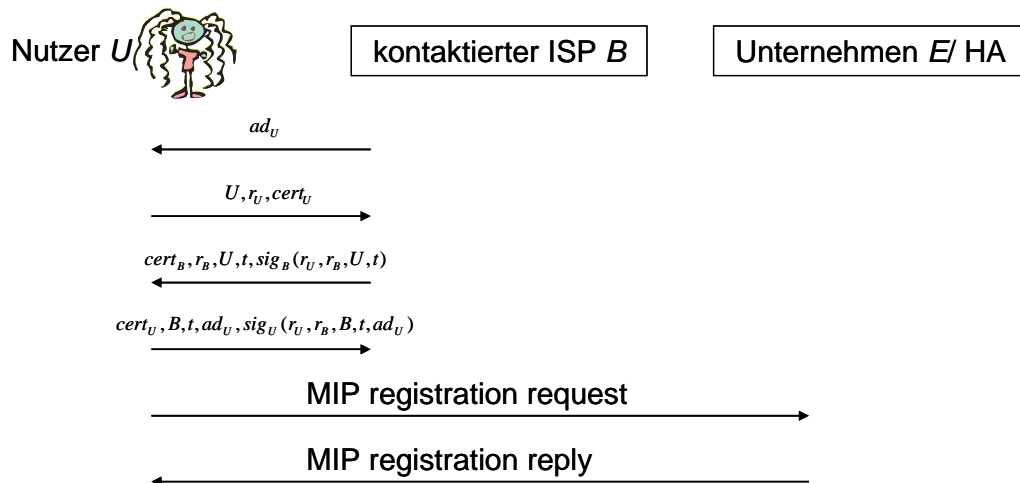 Nutzer U
kontaktierter ISP B
Unternehmen E/ HA
ad_U
U,r_U,cert_U
cert_B,r_B,U,t,sig_B(r_U,r_B,U,t)
cert_U,B,t,ad_U,sig_U(r_U,r_B,B,t,ad_U)
MIP registration request
MIP registration reply